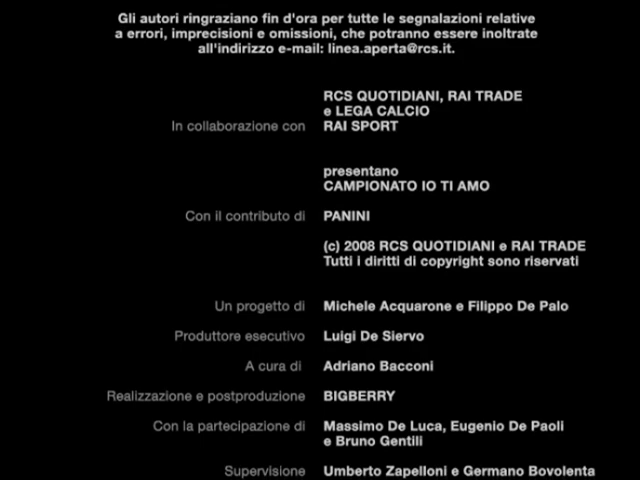 Gli autori ringraziano fin d'ora per tutte le segnalazioni relative
a errori, imprecisioni e omissioni, che potranno essere inoltrate
all'indirizzo e-mail: linea.aperta@rcs.it.
RCS QUOTIDIANI, RAI TRADE
e LEGA CALCIO
In collaborazione con RAI SPORT
presentano
CAMPIONATO IO TI AMO
Con il contributo di PANINI
(c) 2008 RCS QUOTIDIANI e RAI TRADE
Tutti i diritti di copyright sono riservati
Un progetto di Michele Acquarone e Filippo De Palo
Produttore esecutivo Luigi De Siervo
A cura di Adriano Bacconi
Realizzazione e postproduzione BIGBERRY
Con la partecipazione di Massimo De Luca, Eugenio De Paoli
e Bruno Gentili
Supervisione Umberto Zapelloni e Germano Bovolenta